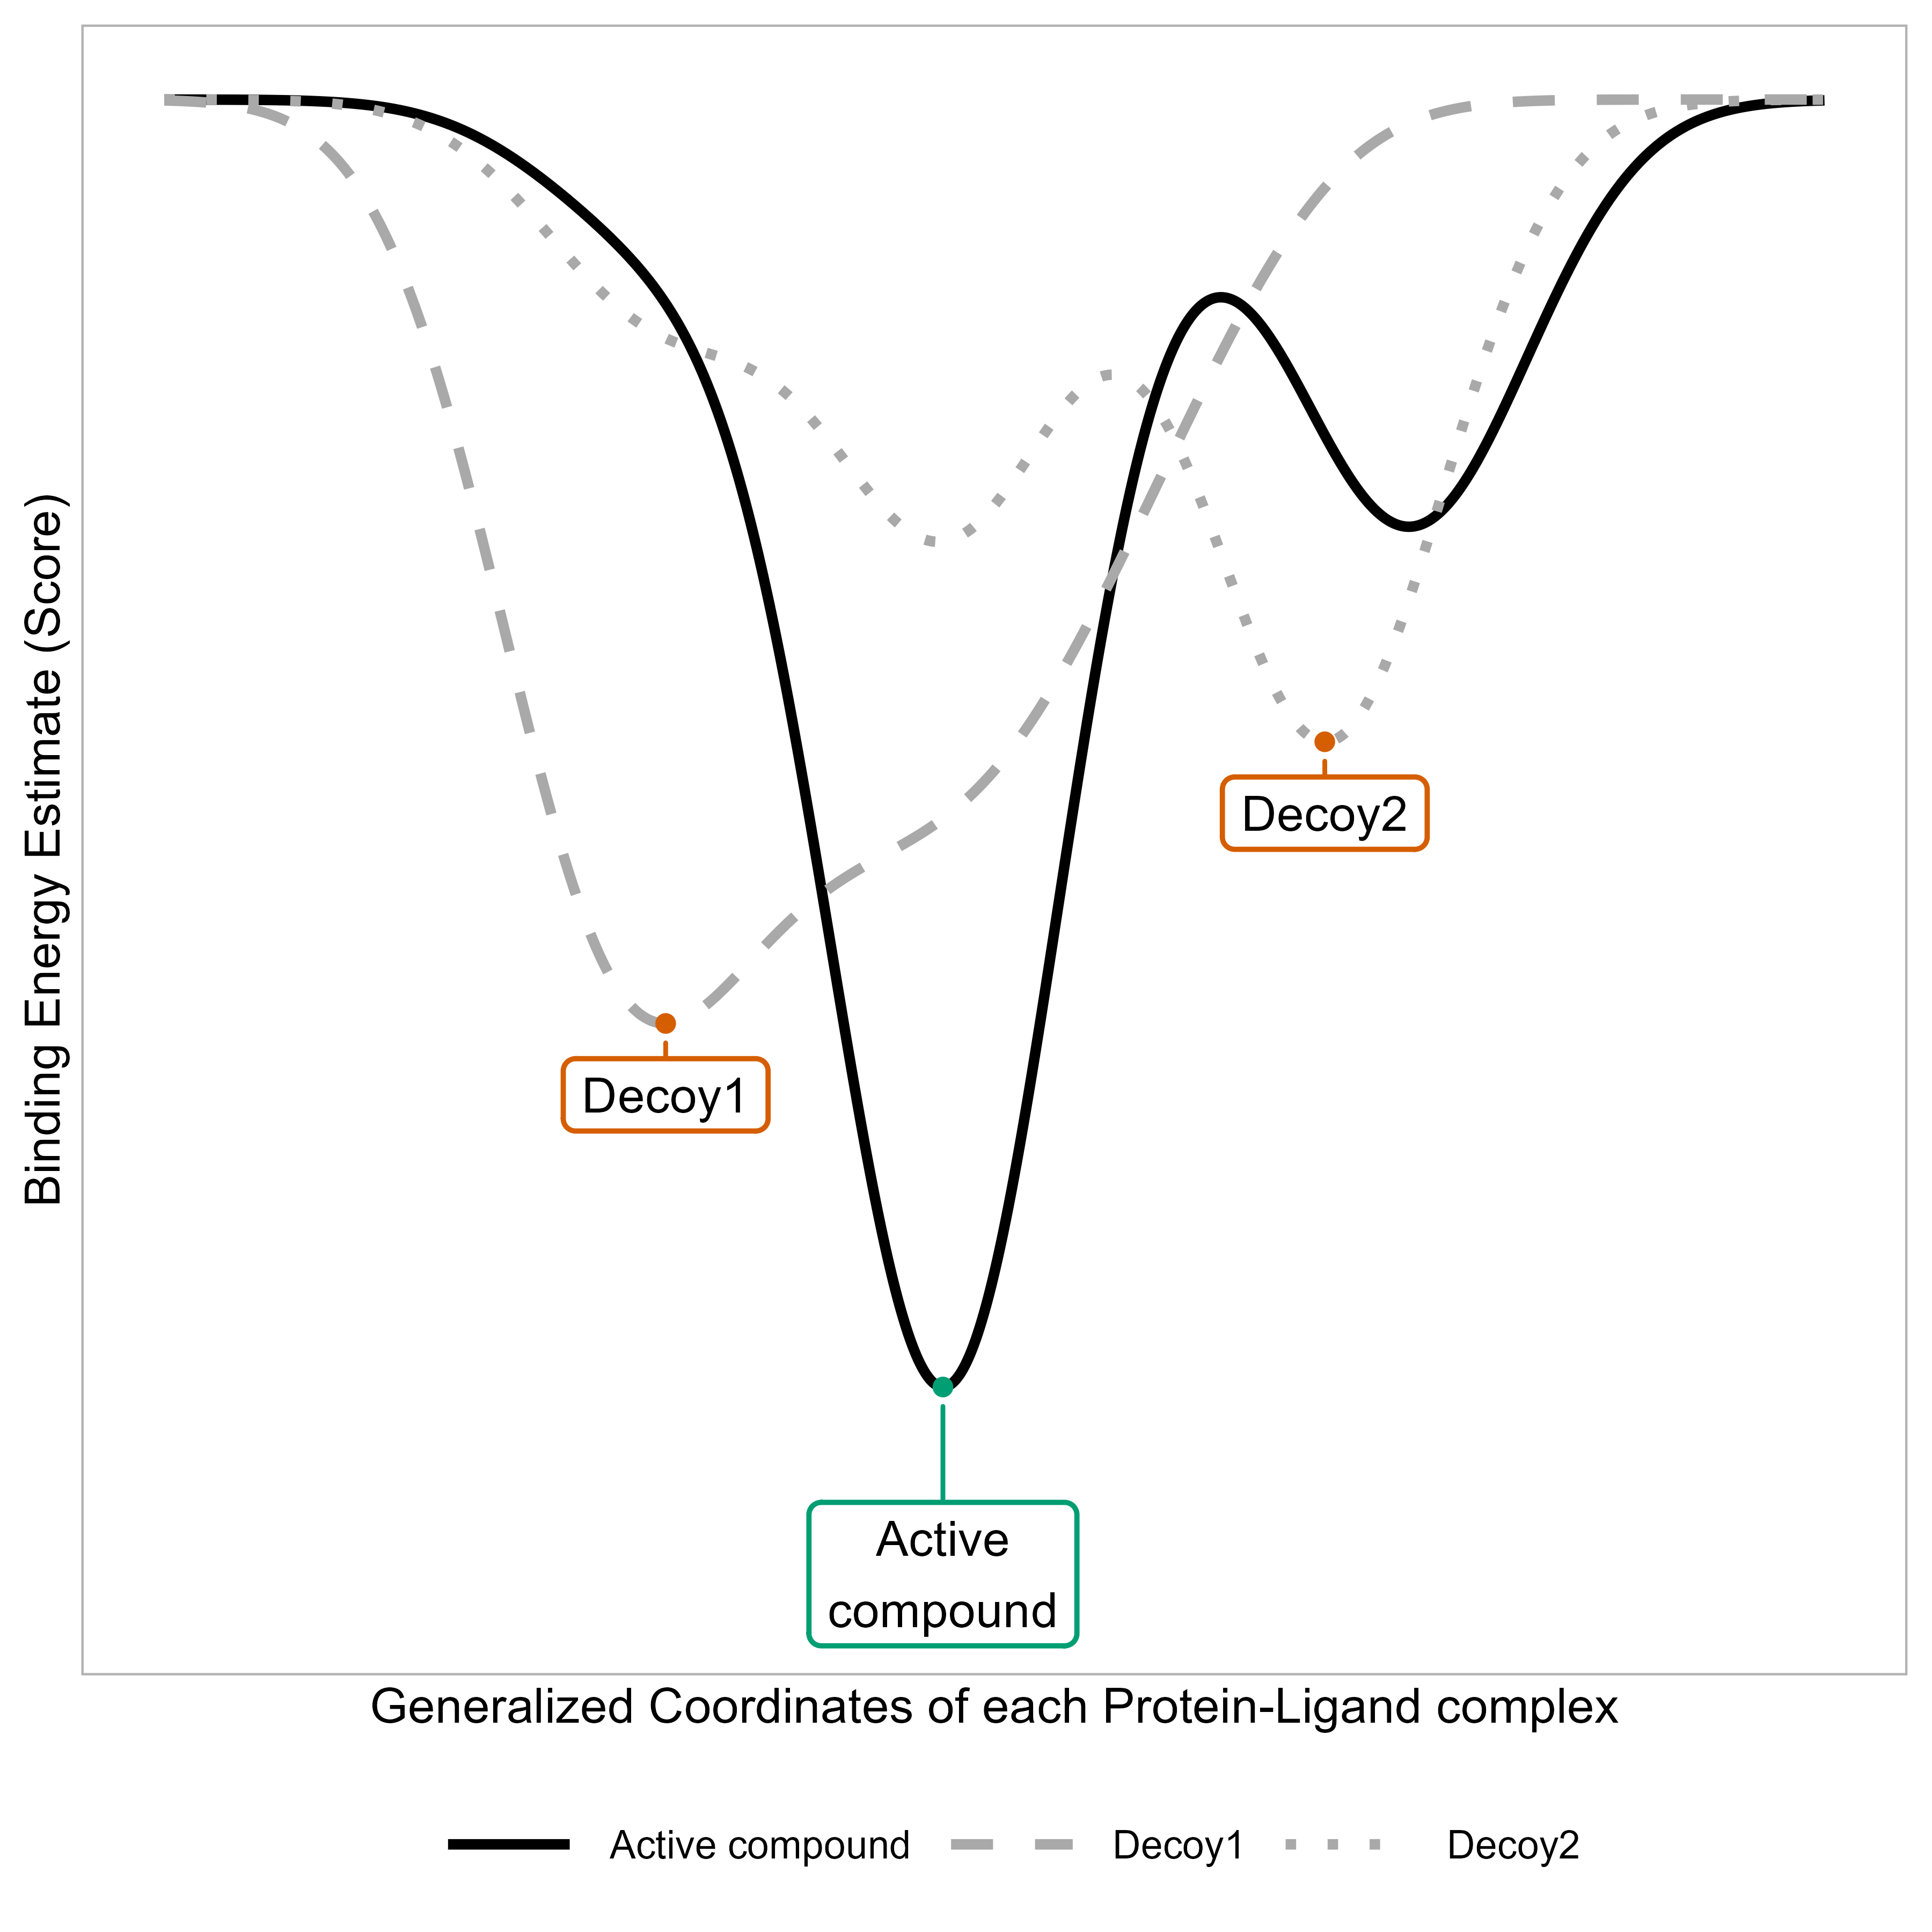 Binding Energy Estimate (Score)
Decoy2
Decoy1
Active
compound
Generalized Coordinates of each Protein-Ligand complex
Active compound
Decoy1
Decoy2